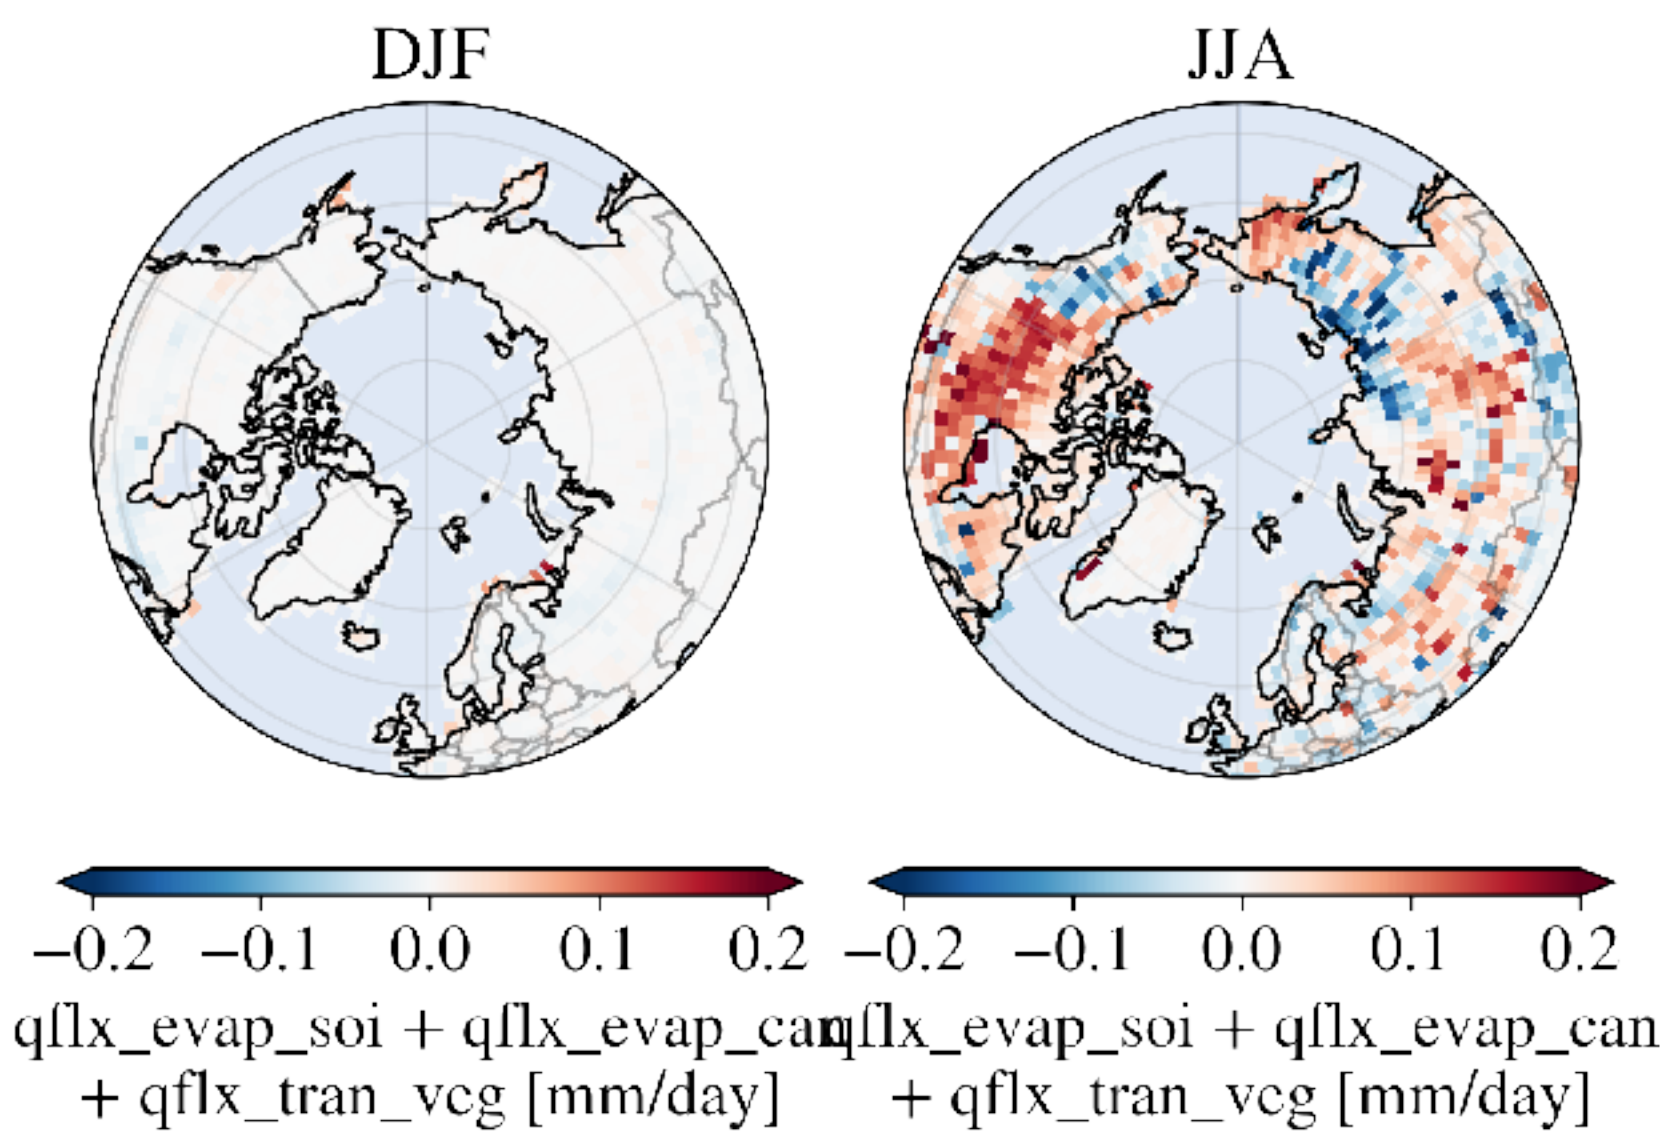 DJF
JJA
−0.2 −0.1 0.0 0.1 0.2
−0.2 −0.1 0.0 0.1 0.2
qflx_evap_soi + qflx_evap_can
+ qflx_tran_veg [mm/day]
qflx_evap_soi + qflx_evap_can
+ qflx_tran_veg [mm/day]